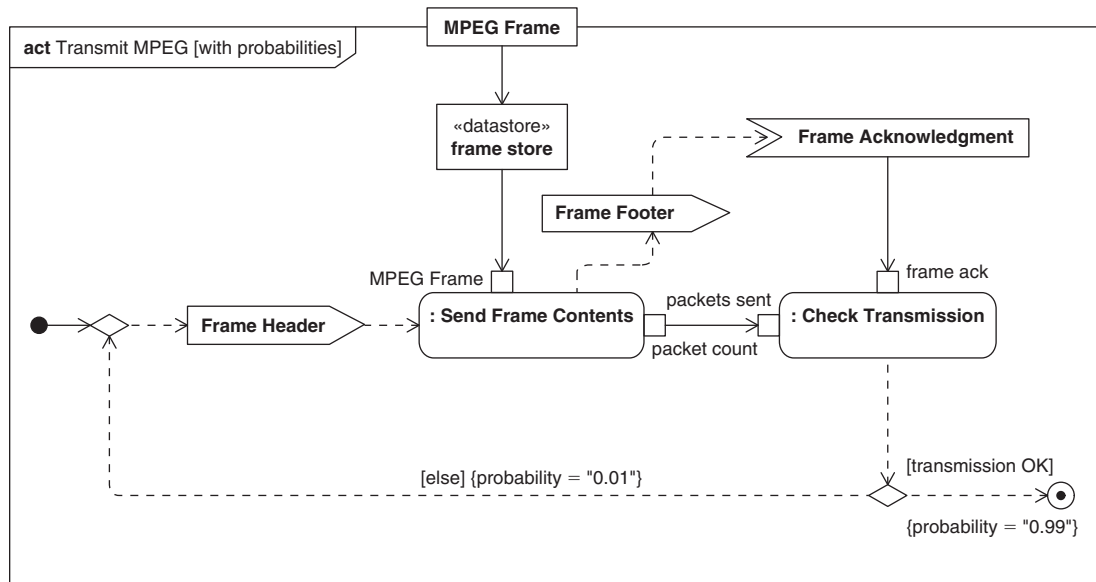 MPEG Frame
act Transmit MPEG [with probabilities]
«datastore»
frame store
Frame Acknowledgment
Frame Footer
MPEG Frame
frame ack
packets sent
Frame Header
: Send Frame Contents
: Check Transmission
packet count
[else] {probability = "0.01"}
[transmission OK]
{probability = "0.99"}